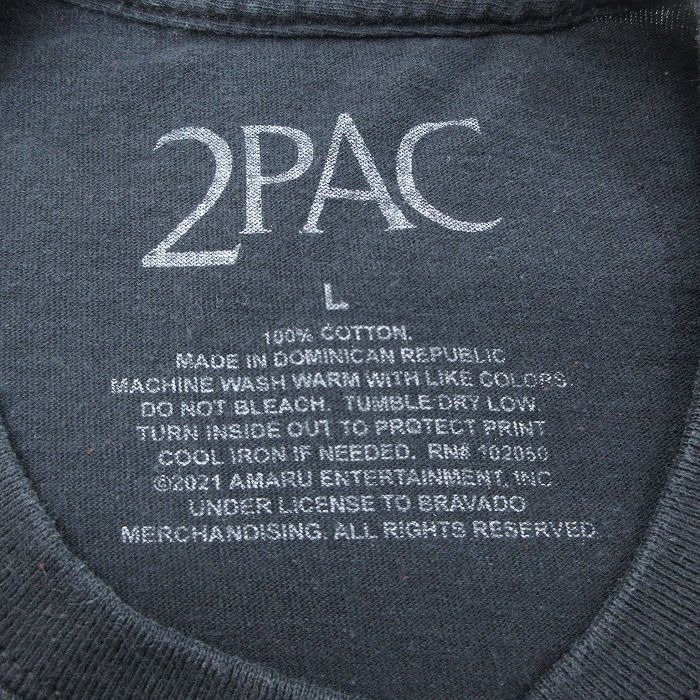 2PAC
L
100% COTTON.
MADE IN DOMINICAN REPUBLIC
MACHINE WASH WARM WITH LIKE COLORS.
DO NOT BLEACH. TUMBLE DRY LOW.
TURN INSIDE OUT TO PROTECT PRINT
COOL IRON IF NEEDED. RN# 102050
©2021 AMARU ENTERTAINMENT, INC
UNDER LICENSE TO BRAVADO
MERCHANDISING. ALL RIGHTS RESERVED